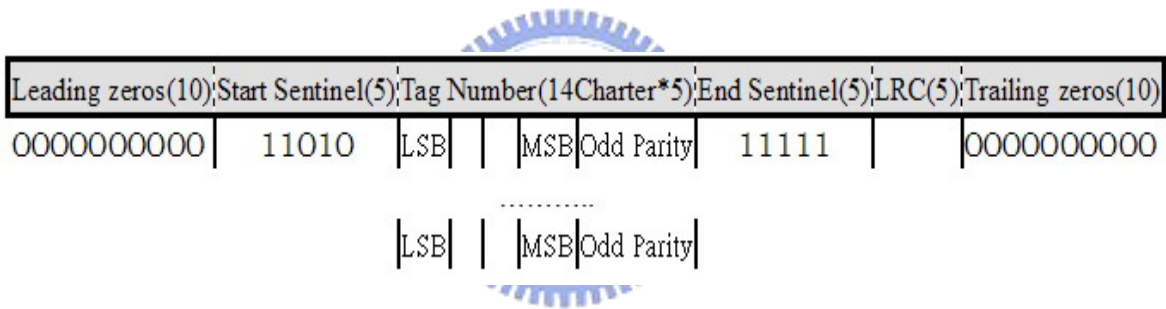 Leading zeros(10) Start Sentinel(5) Tag Number(14Charter*5) End Sentinel(5) LRC(5) Trailing zeros(10)
0000000000 11010 LSB MSB Odd Parity 11111 0000000000
...........
LSB MSB Odd Parity